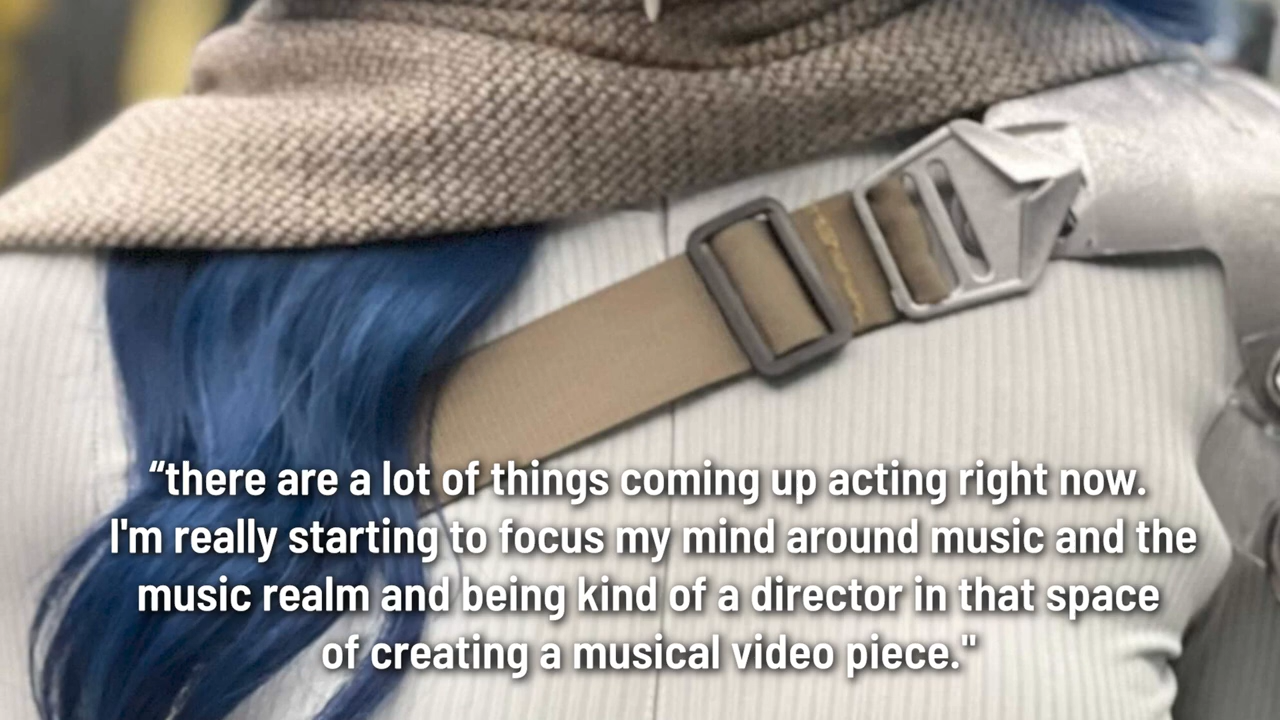 “there are a lot of things coming up acting right now.
I'm really starting to focus my mind around music and the
music realm and being kind of a director in that space
of creating a musical video piece."